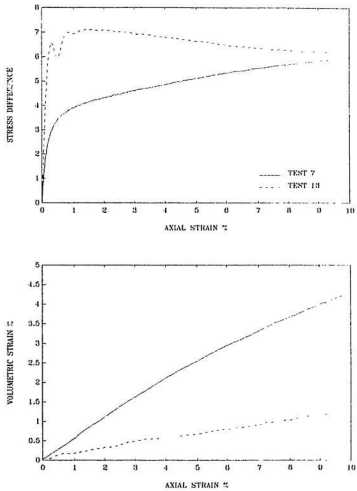 8
7
6
5
4
3
2
1
0
STRESS DIFFERENCE
TEST 7
TEST 13
0 1 2 3 4 5 6 7 8 9 10
AXIAL STRAIN %
5
4.5
4
3.5
3
2.5
2
1.5
1
0.5
0
VOLUMETRIC STRAIN %
0 1 2 3 4 5 6 7 8 9 10
AXIAL STRAIN %